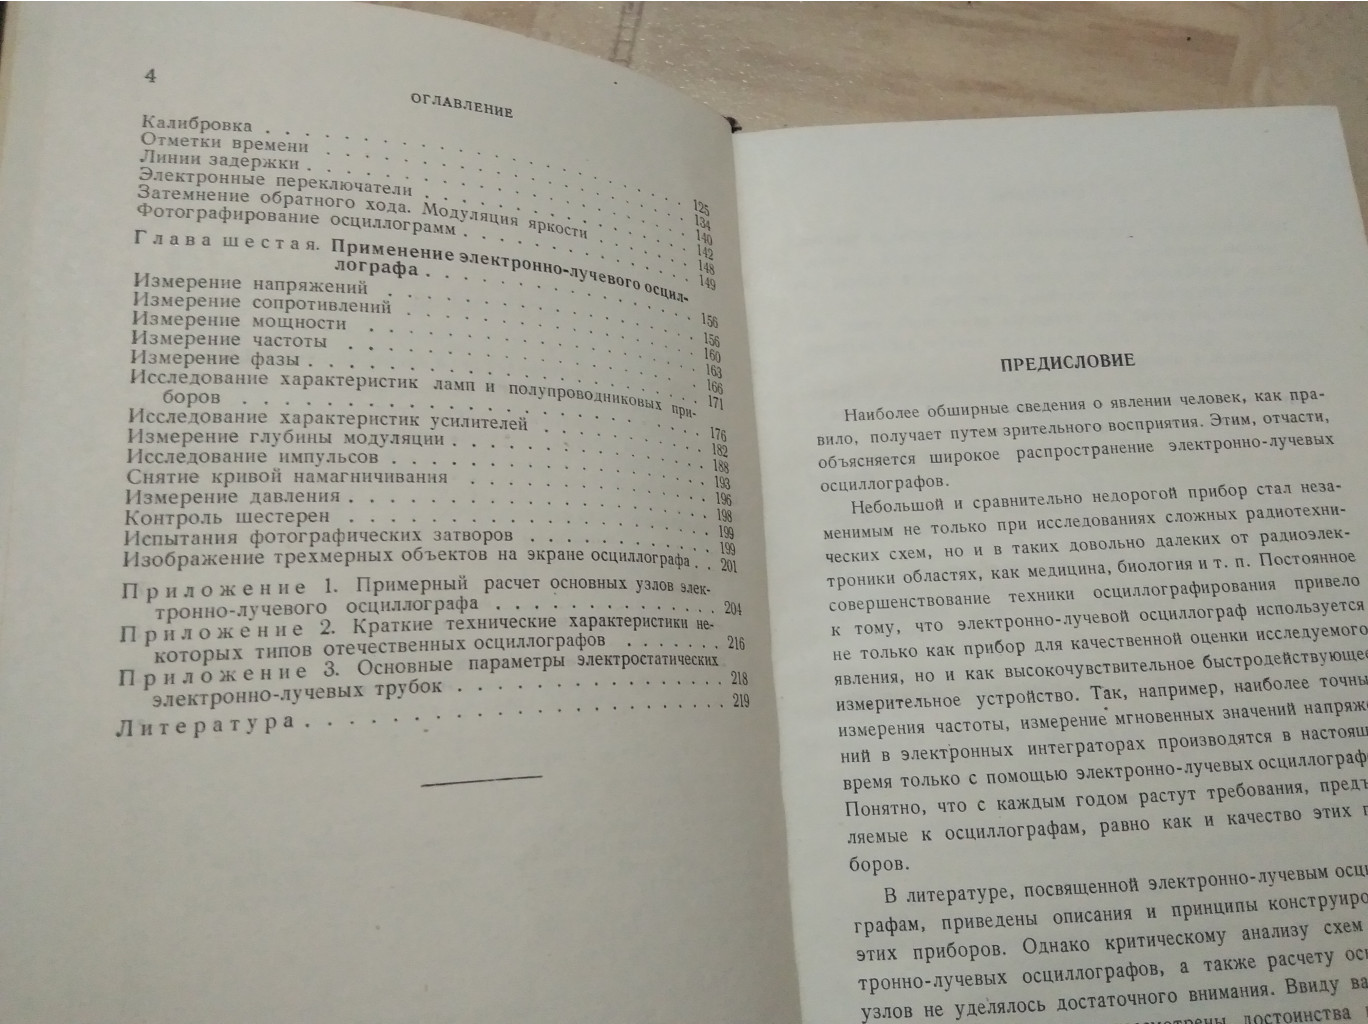 4
ОГЛАВЛЕНИЕ
Калибровка . . . . . . . . . . . . . . . . . 125
Отметки времени . . . . . . . . . . . . . . . 134
Линии задержки . . . . . . . . . . . . . . . . 140
Электронные переключатели . . . . . . . . . . . 142
Затемнение обратного хода. Модуляция яркости . . . . . 148
Фотографирование осциллограмм . . . . . . . . . . 149
Глава шестая. Применение электронно-лучевого осцил-
лографа . . . . . . . . . . . . . . 156
Измерение напряжений . . . . . . . . . . . . . 156
Измерение сопротивлений . . . . . . . . . . . . 160
Измерение мощности . . . . . . . . . . . . . . 163
Измерение частоты . . . . . . . . . . . . . . 166
Измерение фазы . . . . . . . . . . . . . . . . 171
Исследование характеристик ламп и полупроводниковых при-
боров . . . . . . . . . . . . . . . . . . 176
Исследование характеристик усилителей . . . . . . . . 182
Измерение глубины модуляции . . . . . . . . . . . 188
Исследование импульсов . . . . . . . . . . . . . 193
Снятие кривой намагничивания . . . . . . . . . . . 196
Измерение давления . . . . . . . . . . . . . . . 198
Контроль шестерен . . . . . . . . . . . . . . . 199
Испытания фотографических затворов . . . . . . . . . 199
Изображение трехмерных объектов на экране осциллографа . . 201
Приложение 1. Примерный расчет основных узлов элек-
тронно-лучевого осциллографа . . . . . . . . . . . 204
Приложение 2. Краткие технические характеристики не-
которых типов отечественных осциллографов . . . . . . 216
Приложение 3. Основные параметры электростатических
электронно-лучевых трубок . . . . . . . . . . . . . 218
Литература . . . . . . . . . . . . . . . . . . . 219
ПРЕДИСЛОВИЕ
Наиболее обширные сведения о явлении человек, как пра-
вило, получает путем зрительного восприятия. Этим, отчасти,
объясняется широкое распространение электронно-лучевых
осциллографов.
Небольшой и сравнительно недорогой прибор стал неза-
менимым не только при исследованиях сложных радиотехни-
ческих схем, но и в таких довольно далеких от радиоэлек-
троники областях, как медицина, биология и т. п. Постоянное
совершенствование техники осциллографирования привело
к тому, что электронно-лучевой осциллограф используется
не только как прибор для качественной оценки исследуемого
явления, но и как высокочувствительное быстродействующее
измерительное устройство. Так, например, наиболее точны
измерения частоты, измерение мгновенных значений напряже
ний в электронных интеграторах производятся в настоящ
время только с помощью электронно-лучевых осциллографо
Понятно, что с каждым годом растут требования, предъ
ляемые к осциллографам, равно как и качество этих п
боров.
В литературе, посвященной электронно-лучевым осци
графам, приведены описания и принципы конструиро
этих приборов. Однако критическому анализу схем
тронно-лучевых осциллографов, а также расчету ос
узлов не уделялось достаточного внимания. Ввиду ва
достоинства